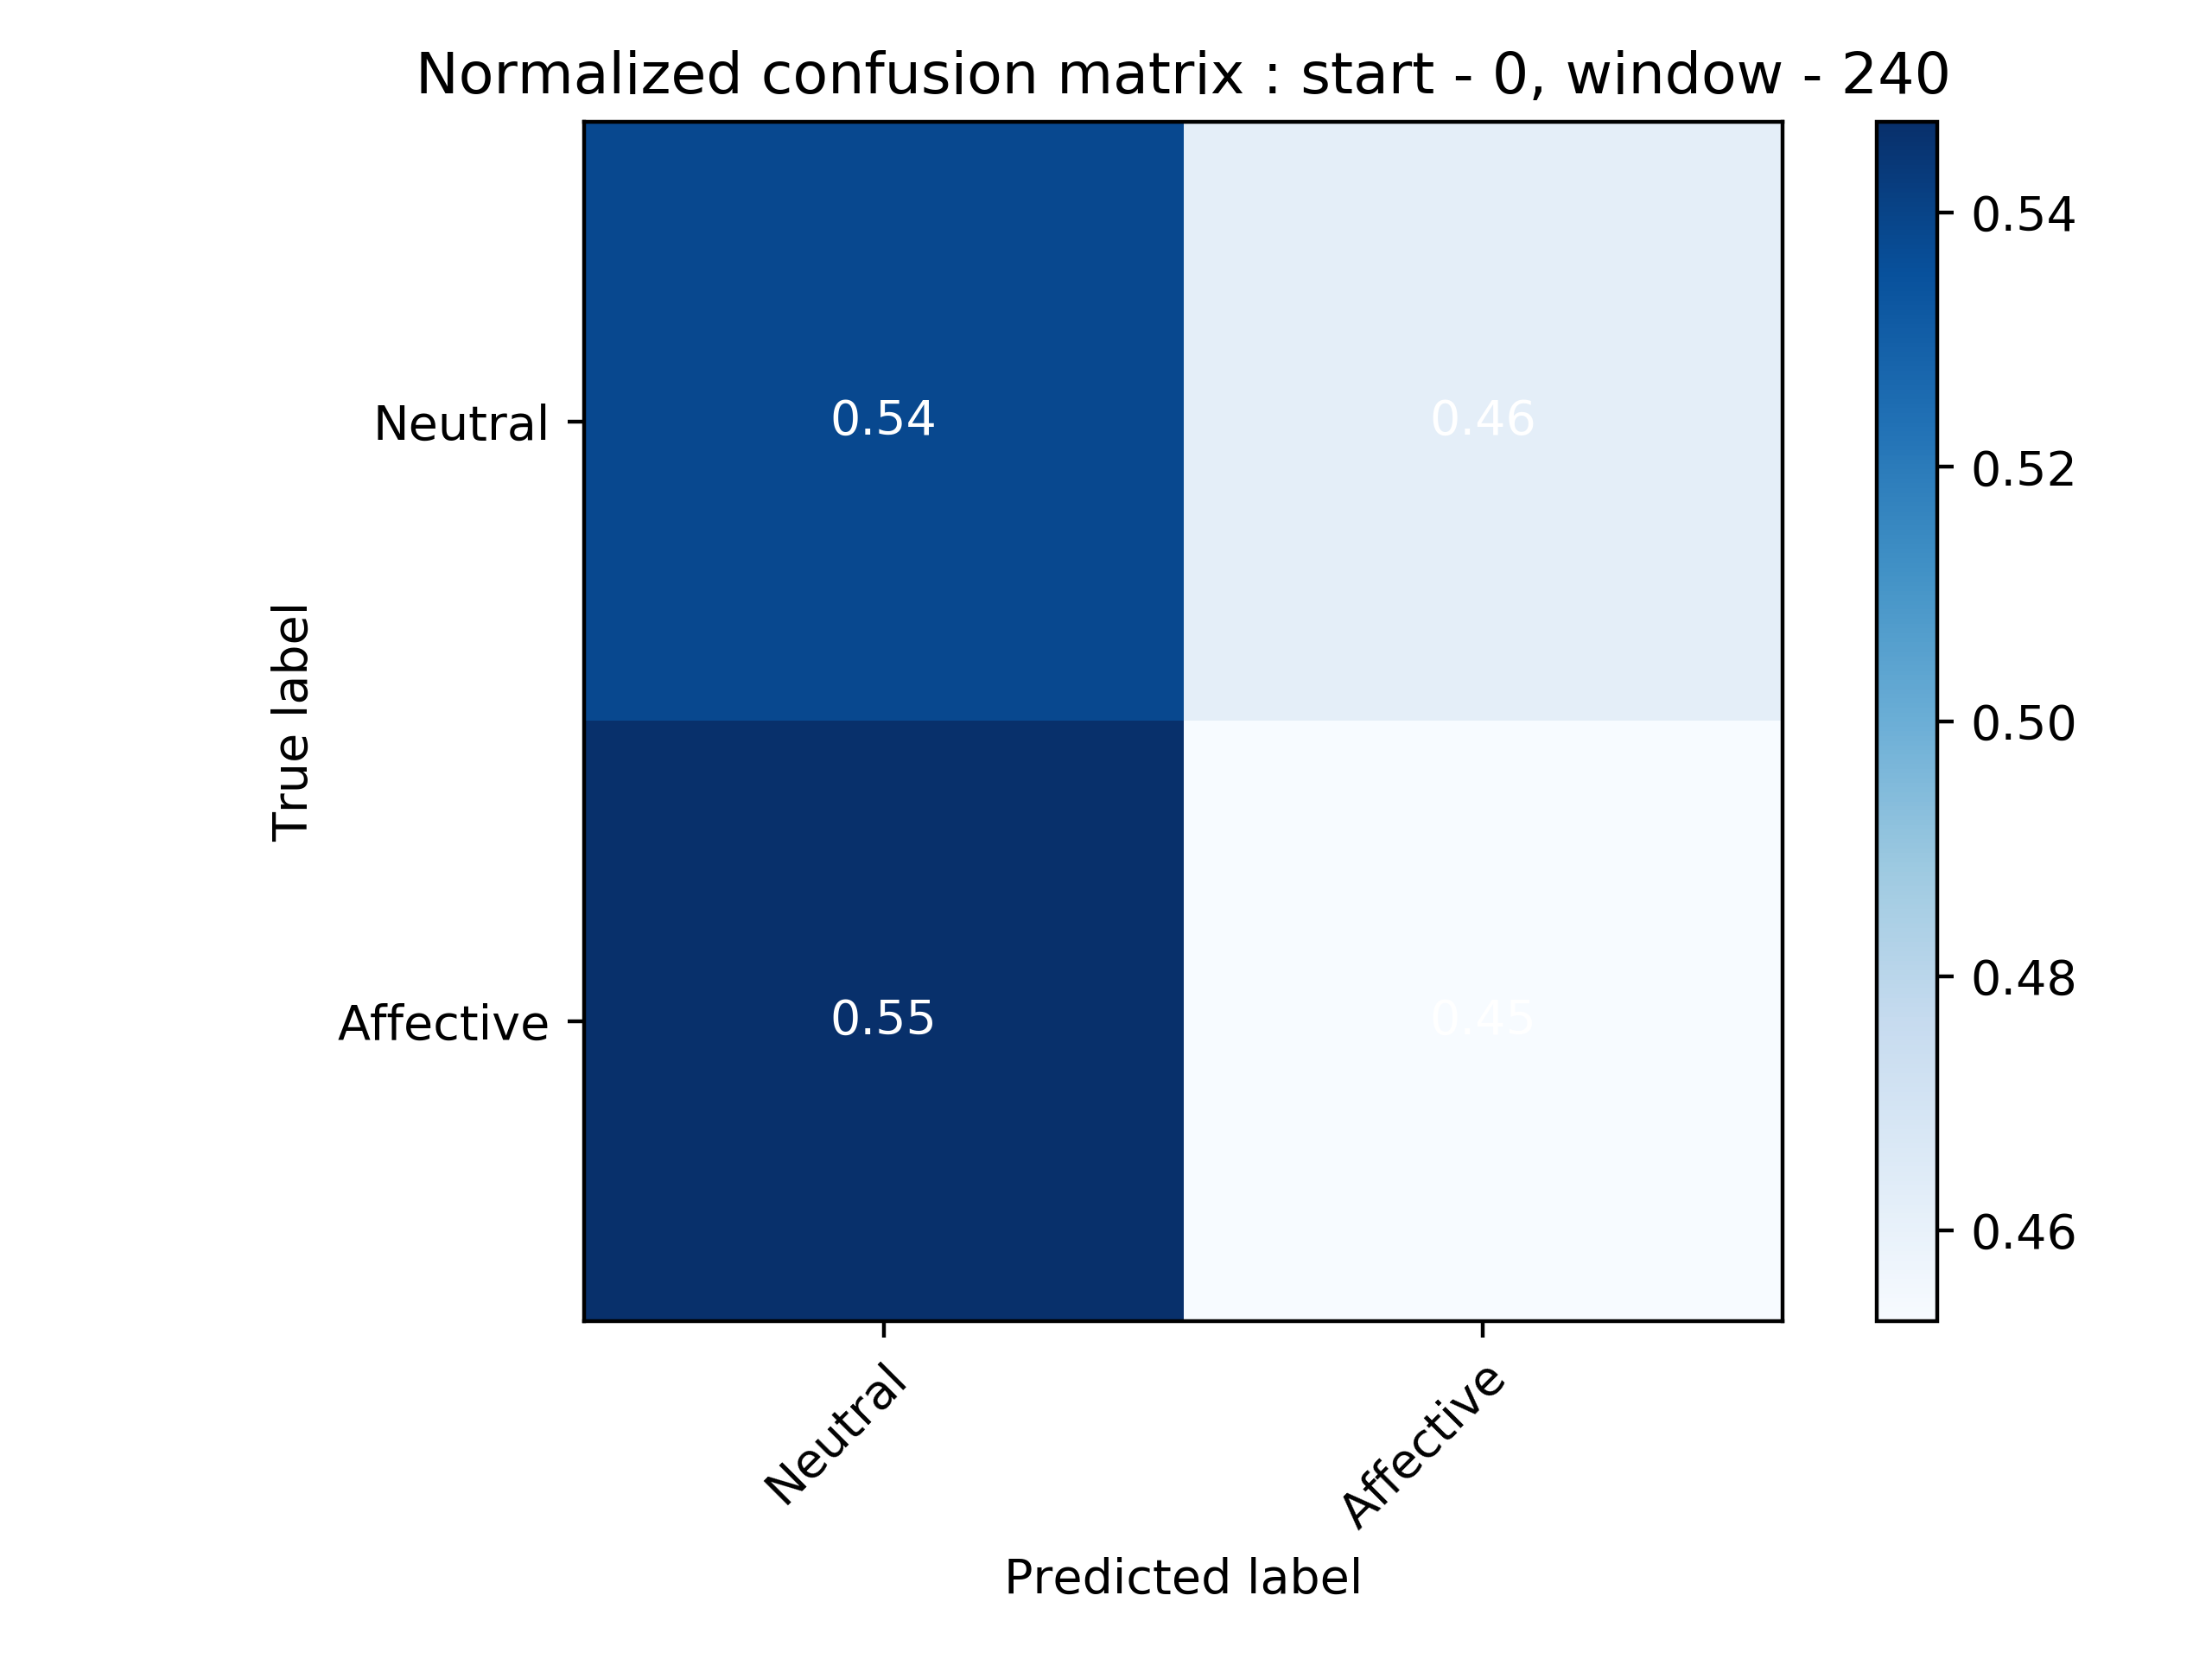 Normalized confusion matrix : start - 0, window - 240
0.54
Neutral
0.54
0.46
0.52
True label
0.50
0.48
Affective
0.55
0.45
0.46
Neutral
Affective
Predicted label